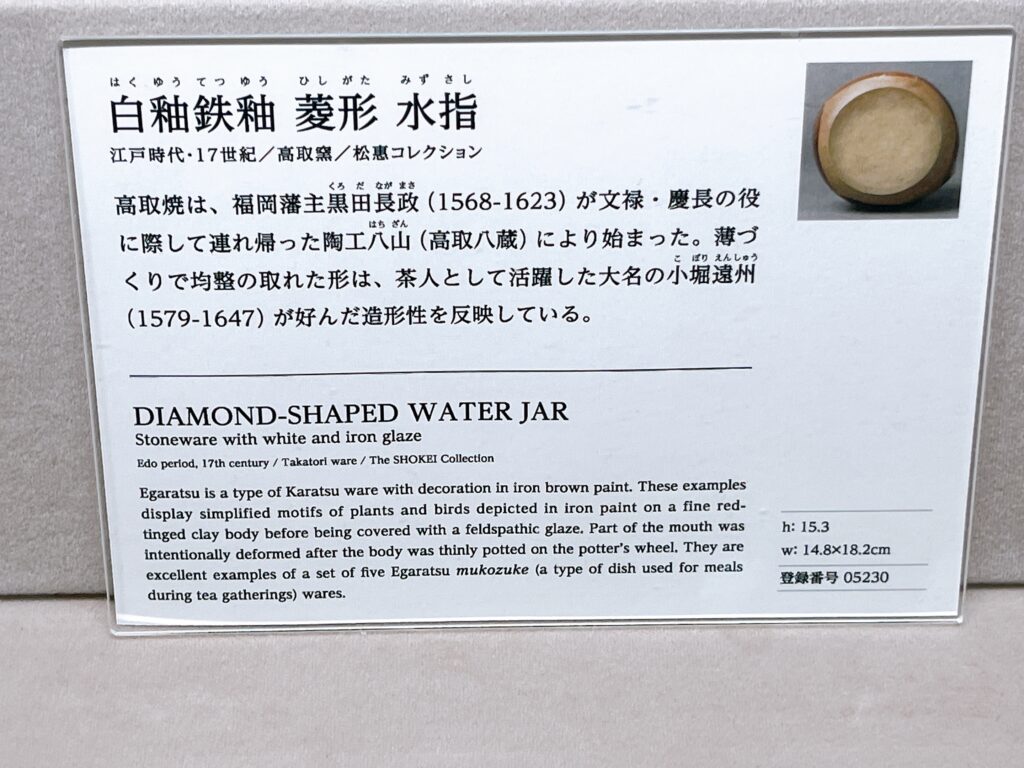 はくゆうてつゆう ひしがた みずさし
白釉鉄釉 菱形 水指
江戸時代・17世紀／高取窯／松惠コレクション
くろだ ながまさ
高取焼は、福岡藩主黒田長政（1568-1623）が文禄・慶長の役
はちざん
に際して連れ帰った陶工八山（高取八蔵）により始まった。薄づ
こぼりえんしゅう
くりで均整の取れた形は、茶人として活躍した大名の小堀遠州
（1579-1647）が好んだ造形性を反映している。
DIAMOND-SHAPED WATER JAR
Stoneware with white and iron glaze
Edo period, 17th century / Takatori ware / The SHOKEI Collection
Egaratsu is a type of Karatsu ware with decoration in iron brown paint. These examples
display simplified motifs of plants and birds depicted in iron paint on a fine red-
tinged clay body before being covered with a feldspathic glaze. Part of the mouth was
intentionally deformed after the body was thinly potted on the potter's wheel. They are
excellent examples of a set of five Egaratsu mukozuke (a type of dish used for meals
during tea gatherings) wares.
h: 15.3
w: 14.8×18.2cm
登録番号 05230